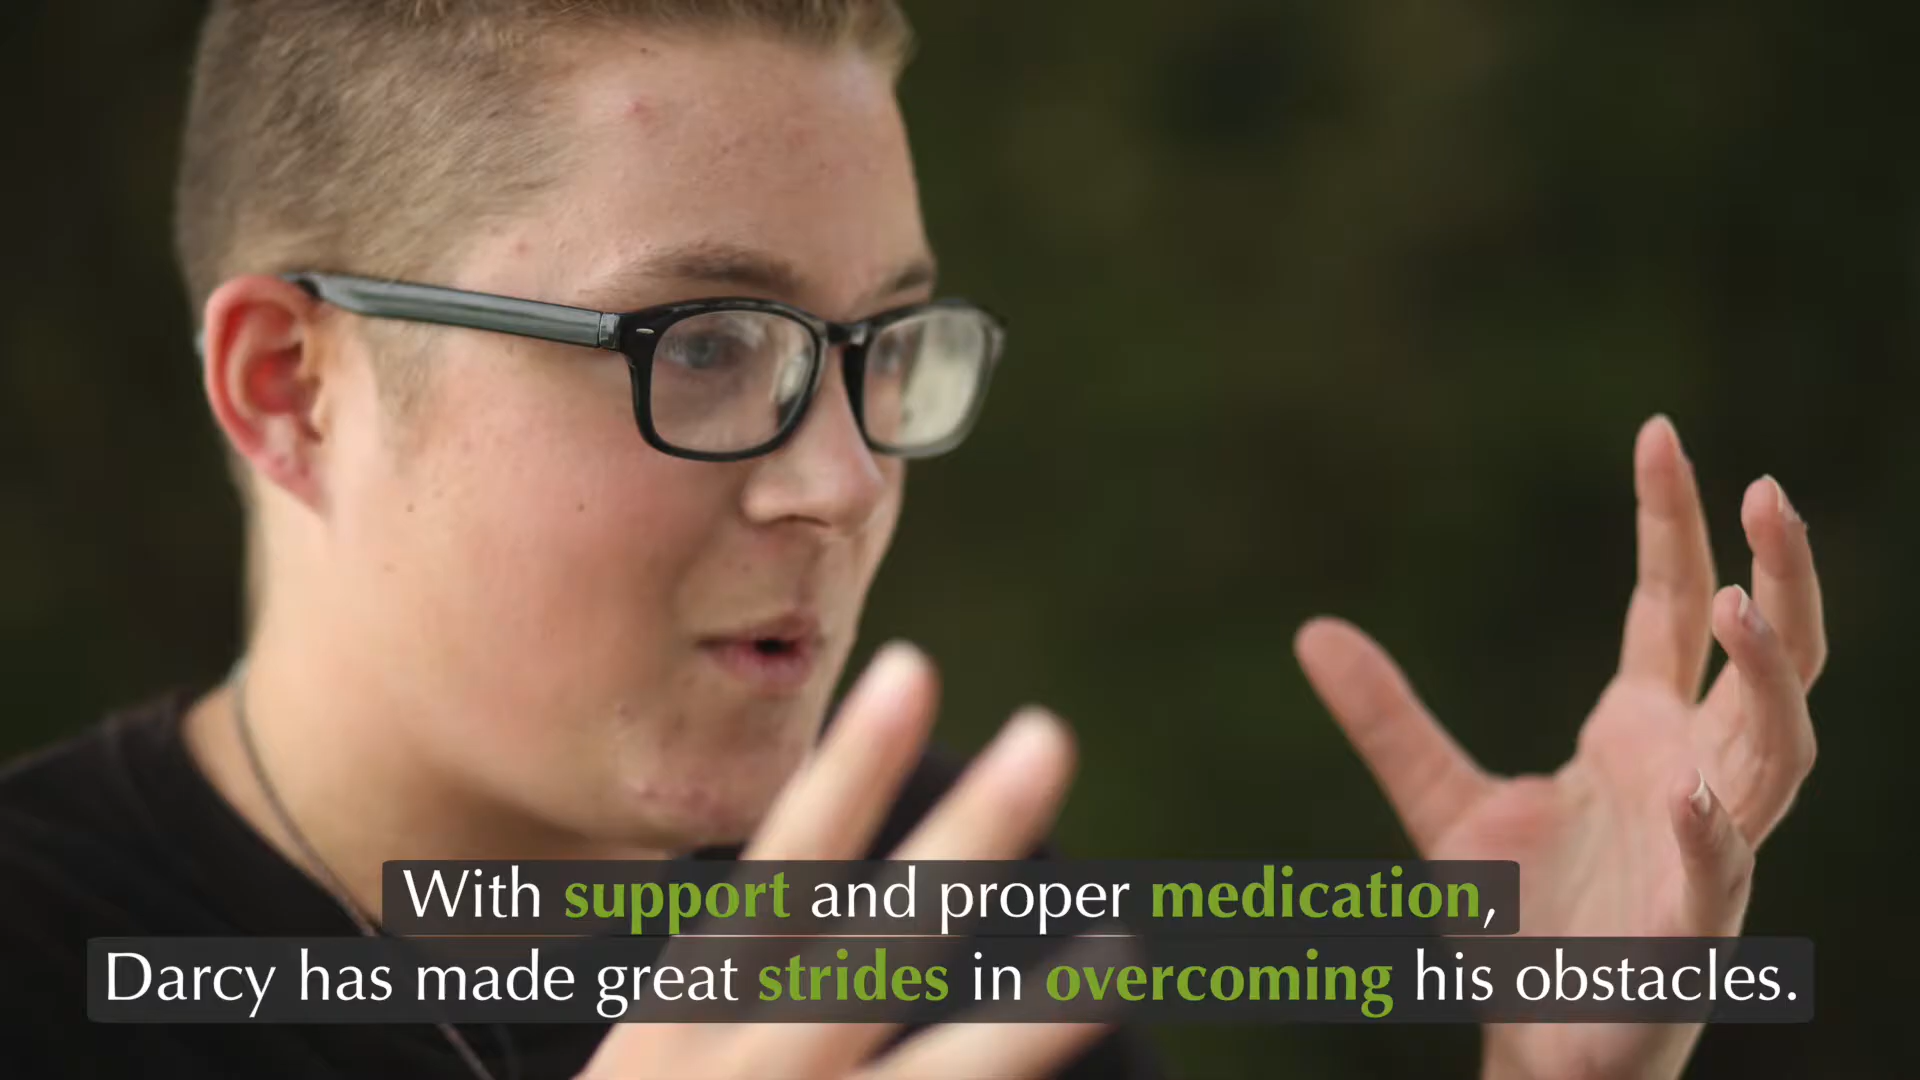 With support and proper medication,
Darcy has made great strides in overcoming his obstacles.